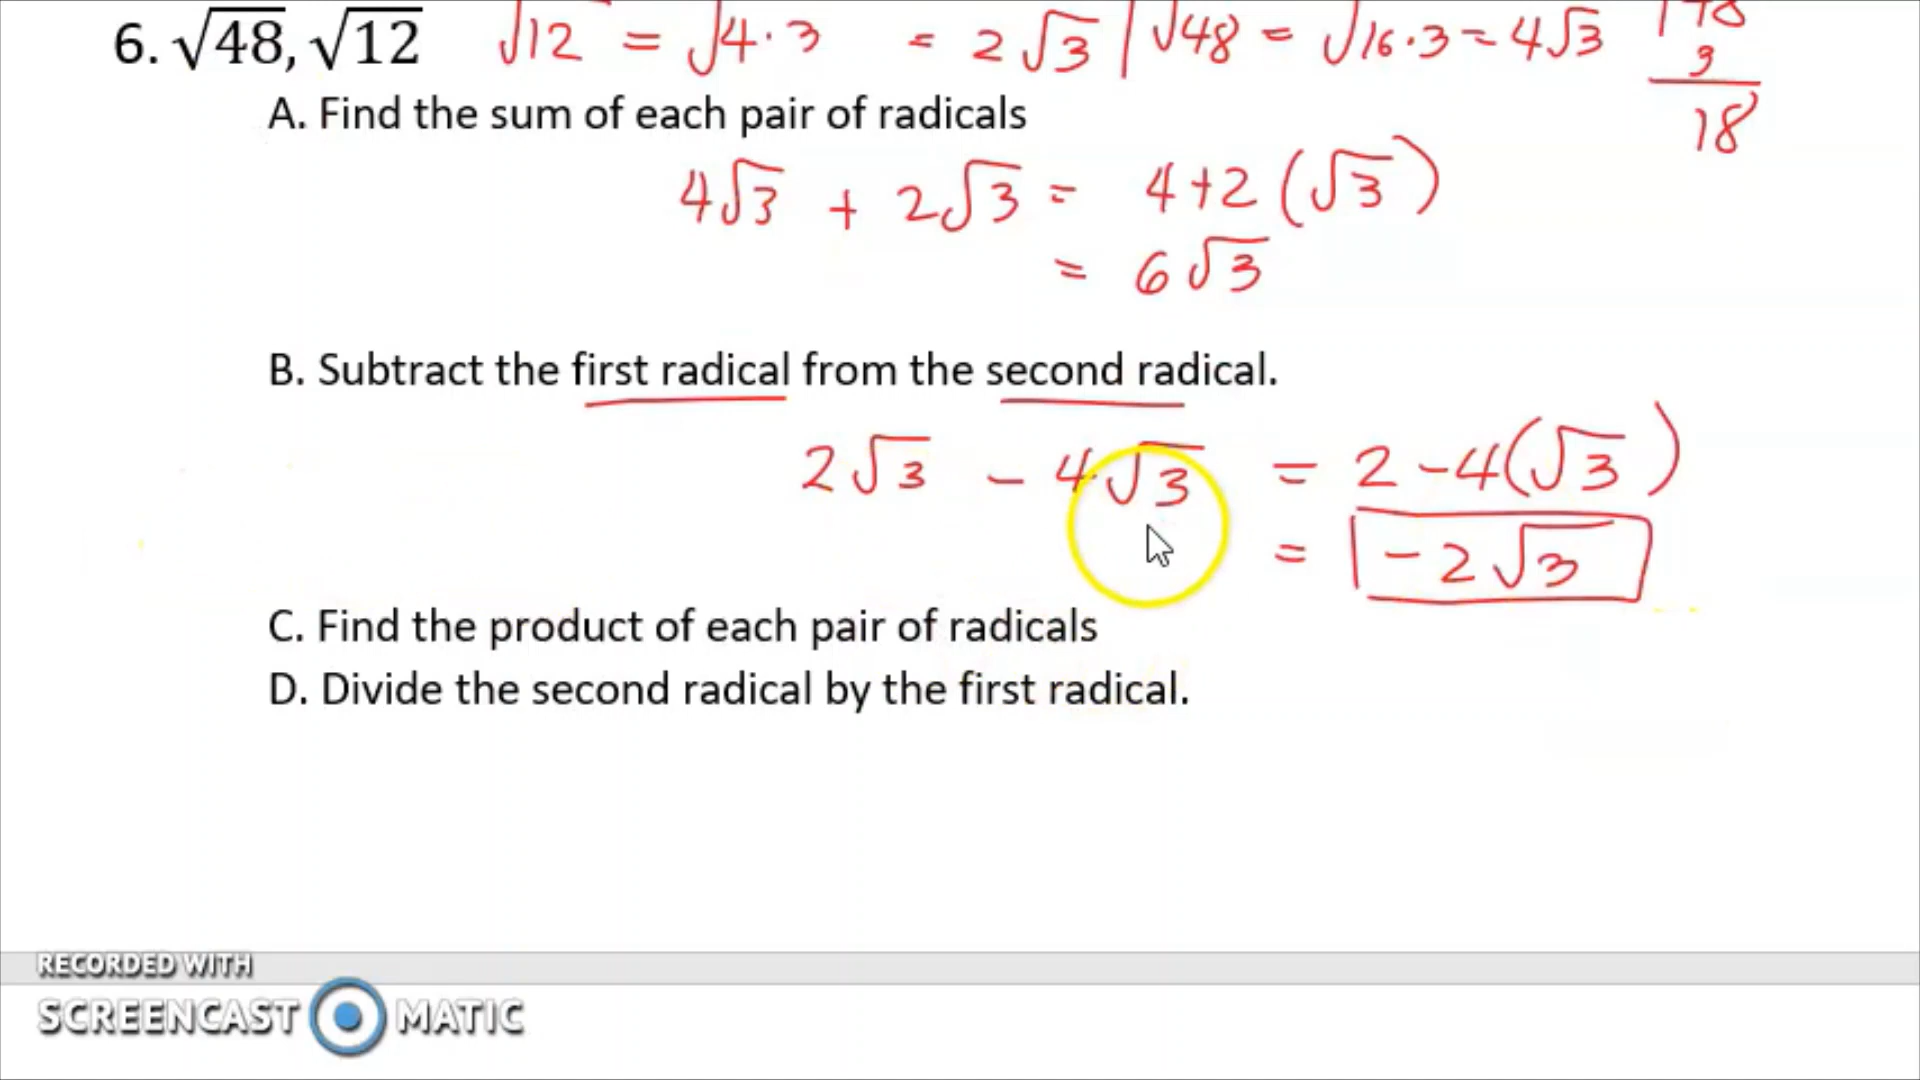 6. √48, √12 √12 = √4·3 = 2√3 | √48 = √16·3 = 4√3
3
18
A. Find the sum of each pair of radicals
4√3 + 2√3 = 4+2(√3)
= 6√3
B. Subtract the first radical from the second radical.
2√3 - 4√3 = 2-4(√3)
= -2√3
C. Find the product of each pair of radicals
D. Divide the second radical by the first radical.
RECORDED WITH
SCREENCAST MATIC